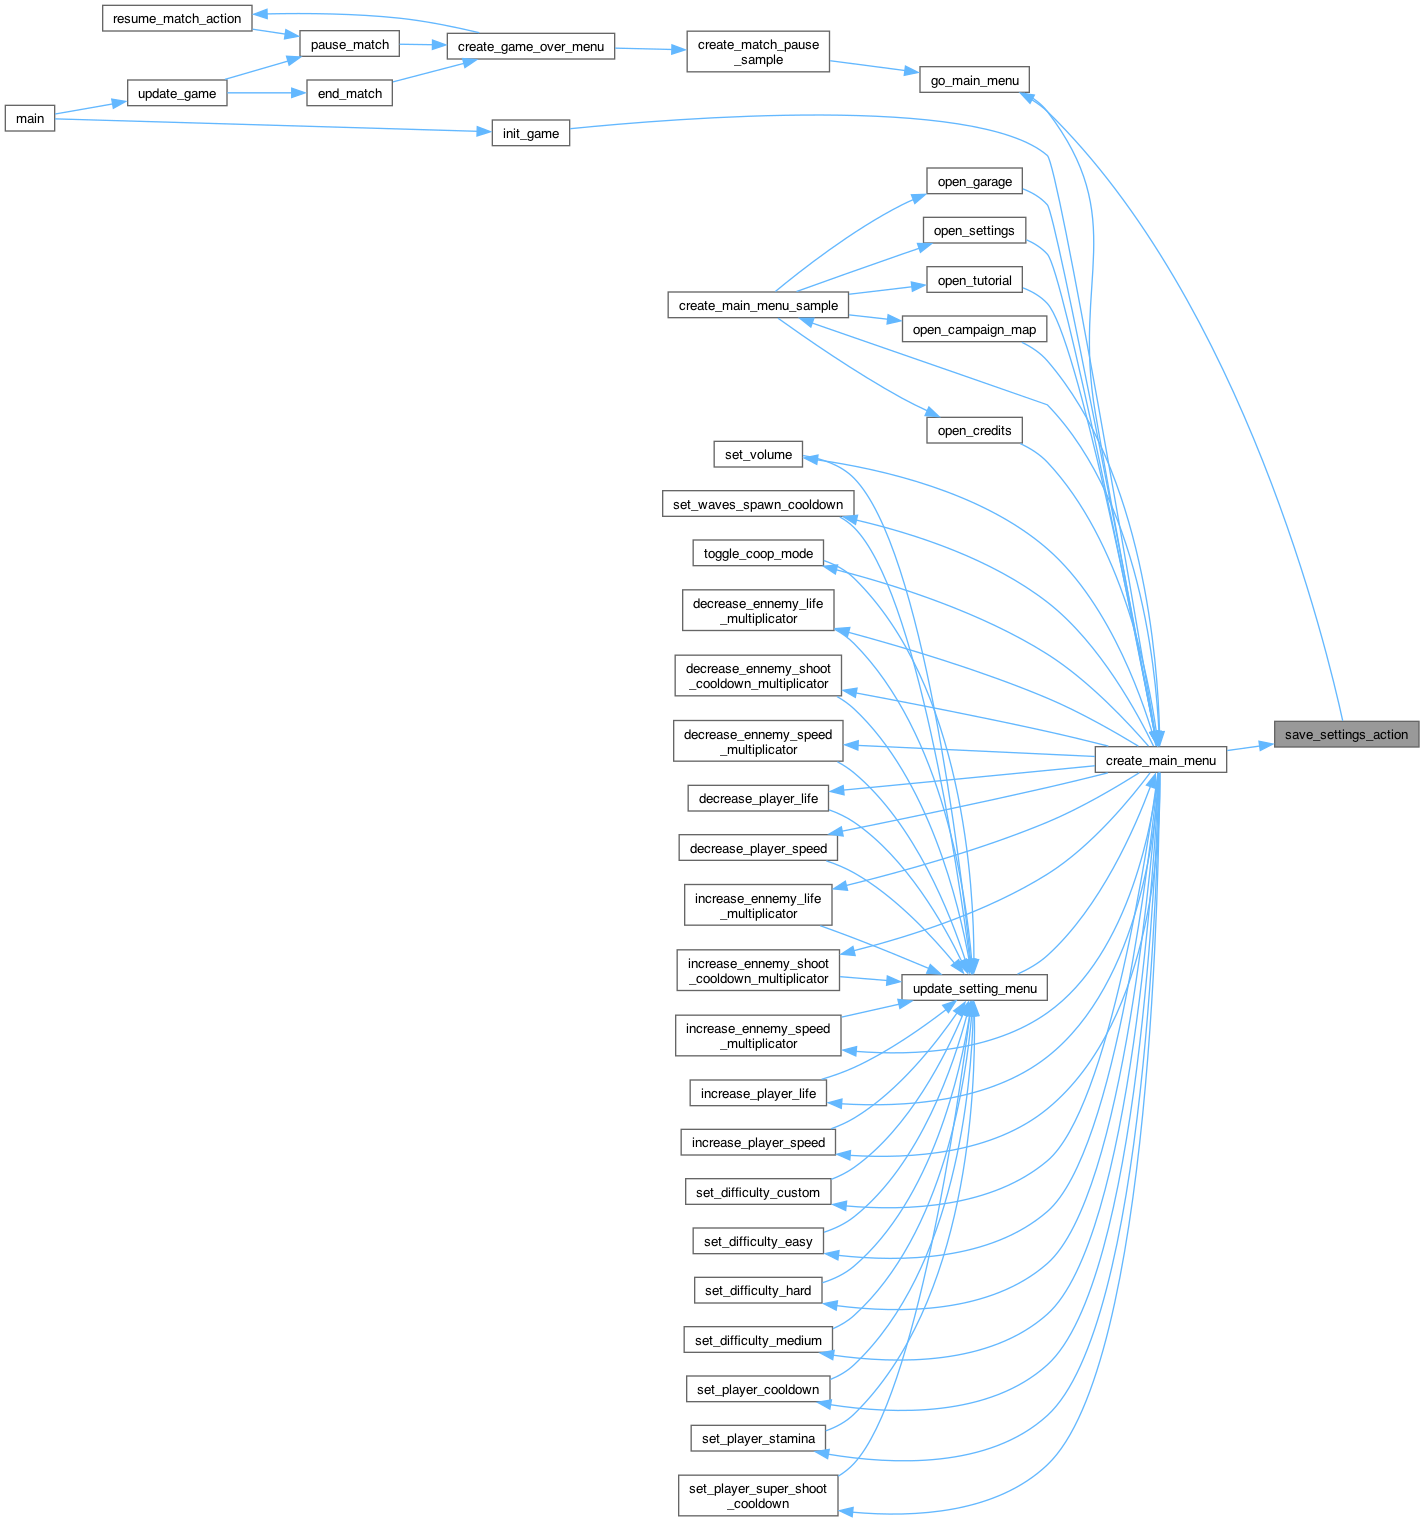 resume_match_action
pause_match
create_game_over_menu
create_match_pause
_sample
go_main_menu
update_game
end_match
main
init_game
open_garage
open_settings
open_tutorial
create_main_menu_sample
open_campaign_map
open_credits
set_volume
set_waves_spawn_cooldown
toggle_coop_mode
decrease_ennemy_life
_multiplicator
decrease_ennemy_shoot
_cooldown_multiplicator
decrease_ennemy_speed
_multiplicator
save_settings_action
create_main_menu
decrease_player_life
decrease_player_speed
increase_ennemy_life
_multiplicator
increase_ennemy_shoot
_cooldown_multiplicator
update_setting_menu
increase_ennemy_speed
_multiplicator
increase_player_life
increase_player_speed
set_difficulty_custom
set_difficulty_easy
set_difficulty_hard
set_difficulty_medium
set_player_cooldown
set_player_stamina
set_player_super_shoot
_cooldown